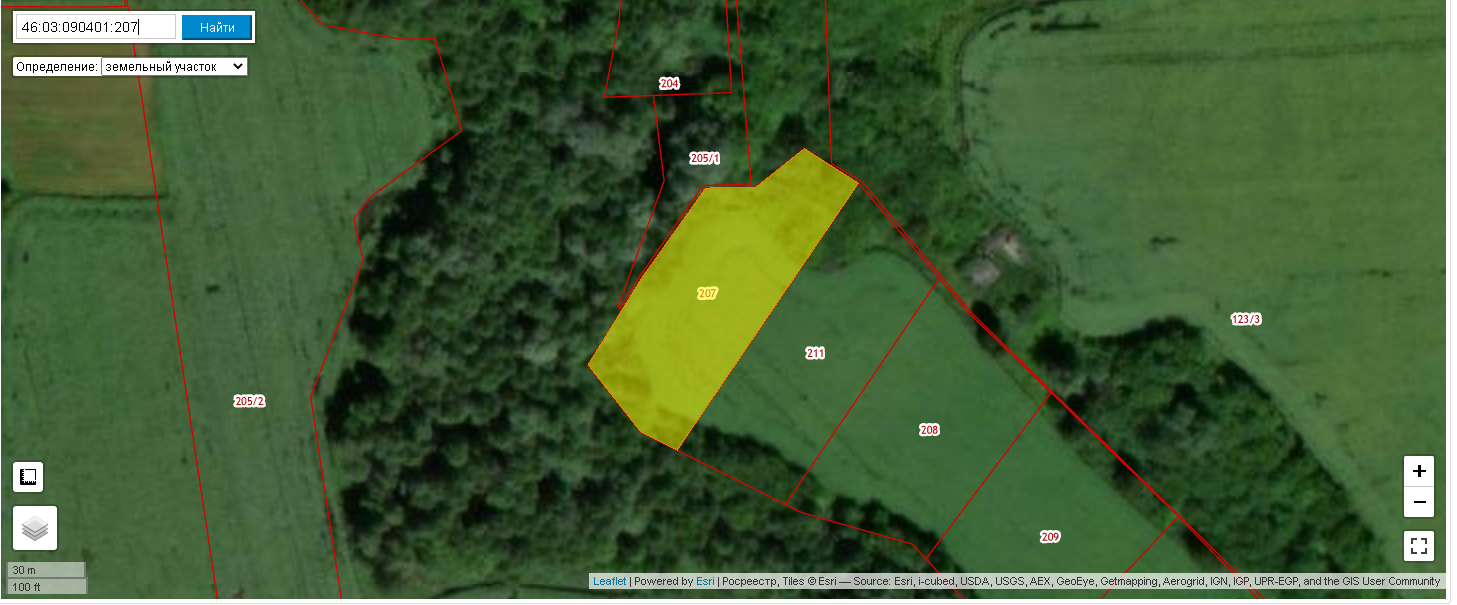 46:03:090401:207
Найти
Определение: земельный участок
204
205/1
207
123/3
211
205/2
208
209
+
−
30 m
100 ft
Leaflet | Powered by Esri | Росреестр, Tiles © Esri — Source: Esri, i-cubed, USDA, USGS, AEX, GeoEye, Getmapping, Aerogrid, IGN, IGP, UPR-EGP, and the GIS User Community